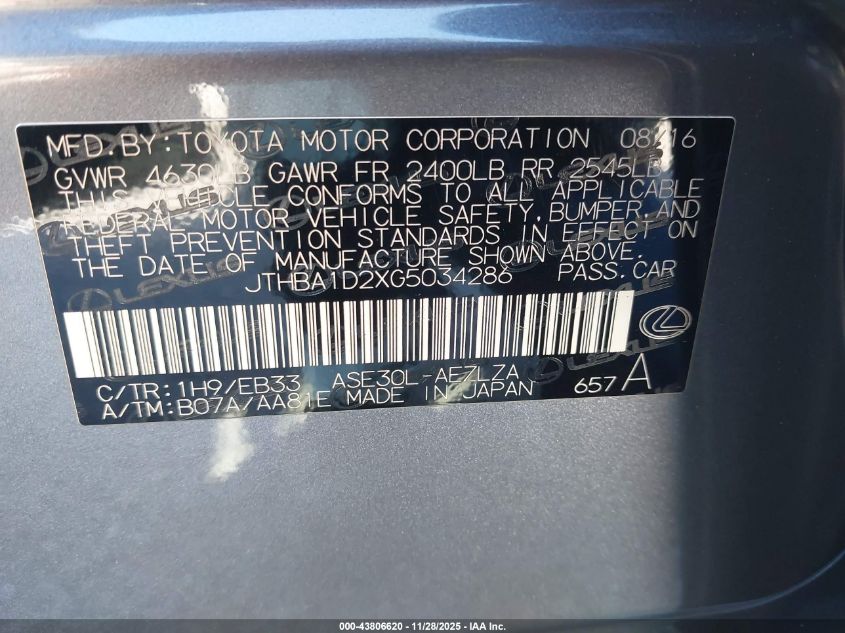 MFD.BY:TOYOTA MOTOR CORPORATION 08/16
GVWR 4630LB GAWR FR 2400LB RR 2545LB
THIS VEHICLE CONFORMS TO ALL APPLICABLE
FEDERAL MOTOR VEHICLE SAFETY,BUMPER,AND
THEFT PREVENTION STANDARDS IN EFFECT ON
THE DATE OF MANUFACTURE SHOWN ABOVE.
JTHBA1D2XG5034286 PASS.CAR
C/TR:1H9/EB33 ASE30L-AEZLZA
A/TM:B07A/AA81E MADE IN JAPAN 657A
LEXUS
000-43806620 | 11/28/2025 - IAA Inc.